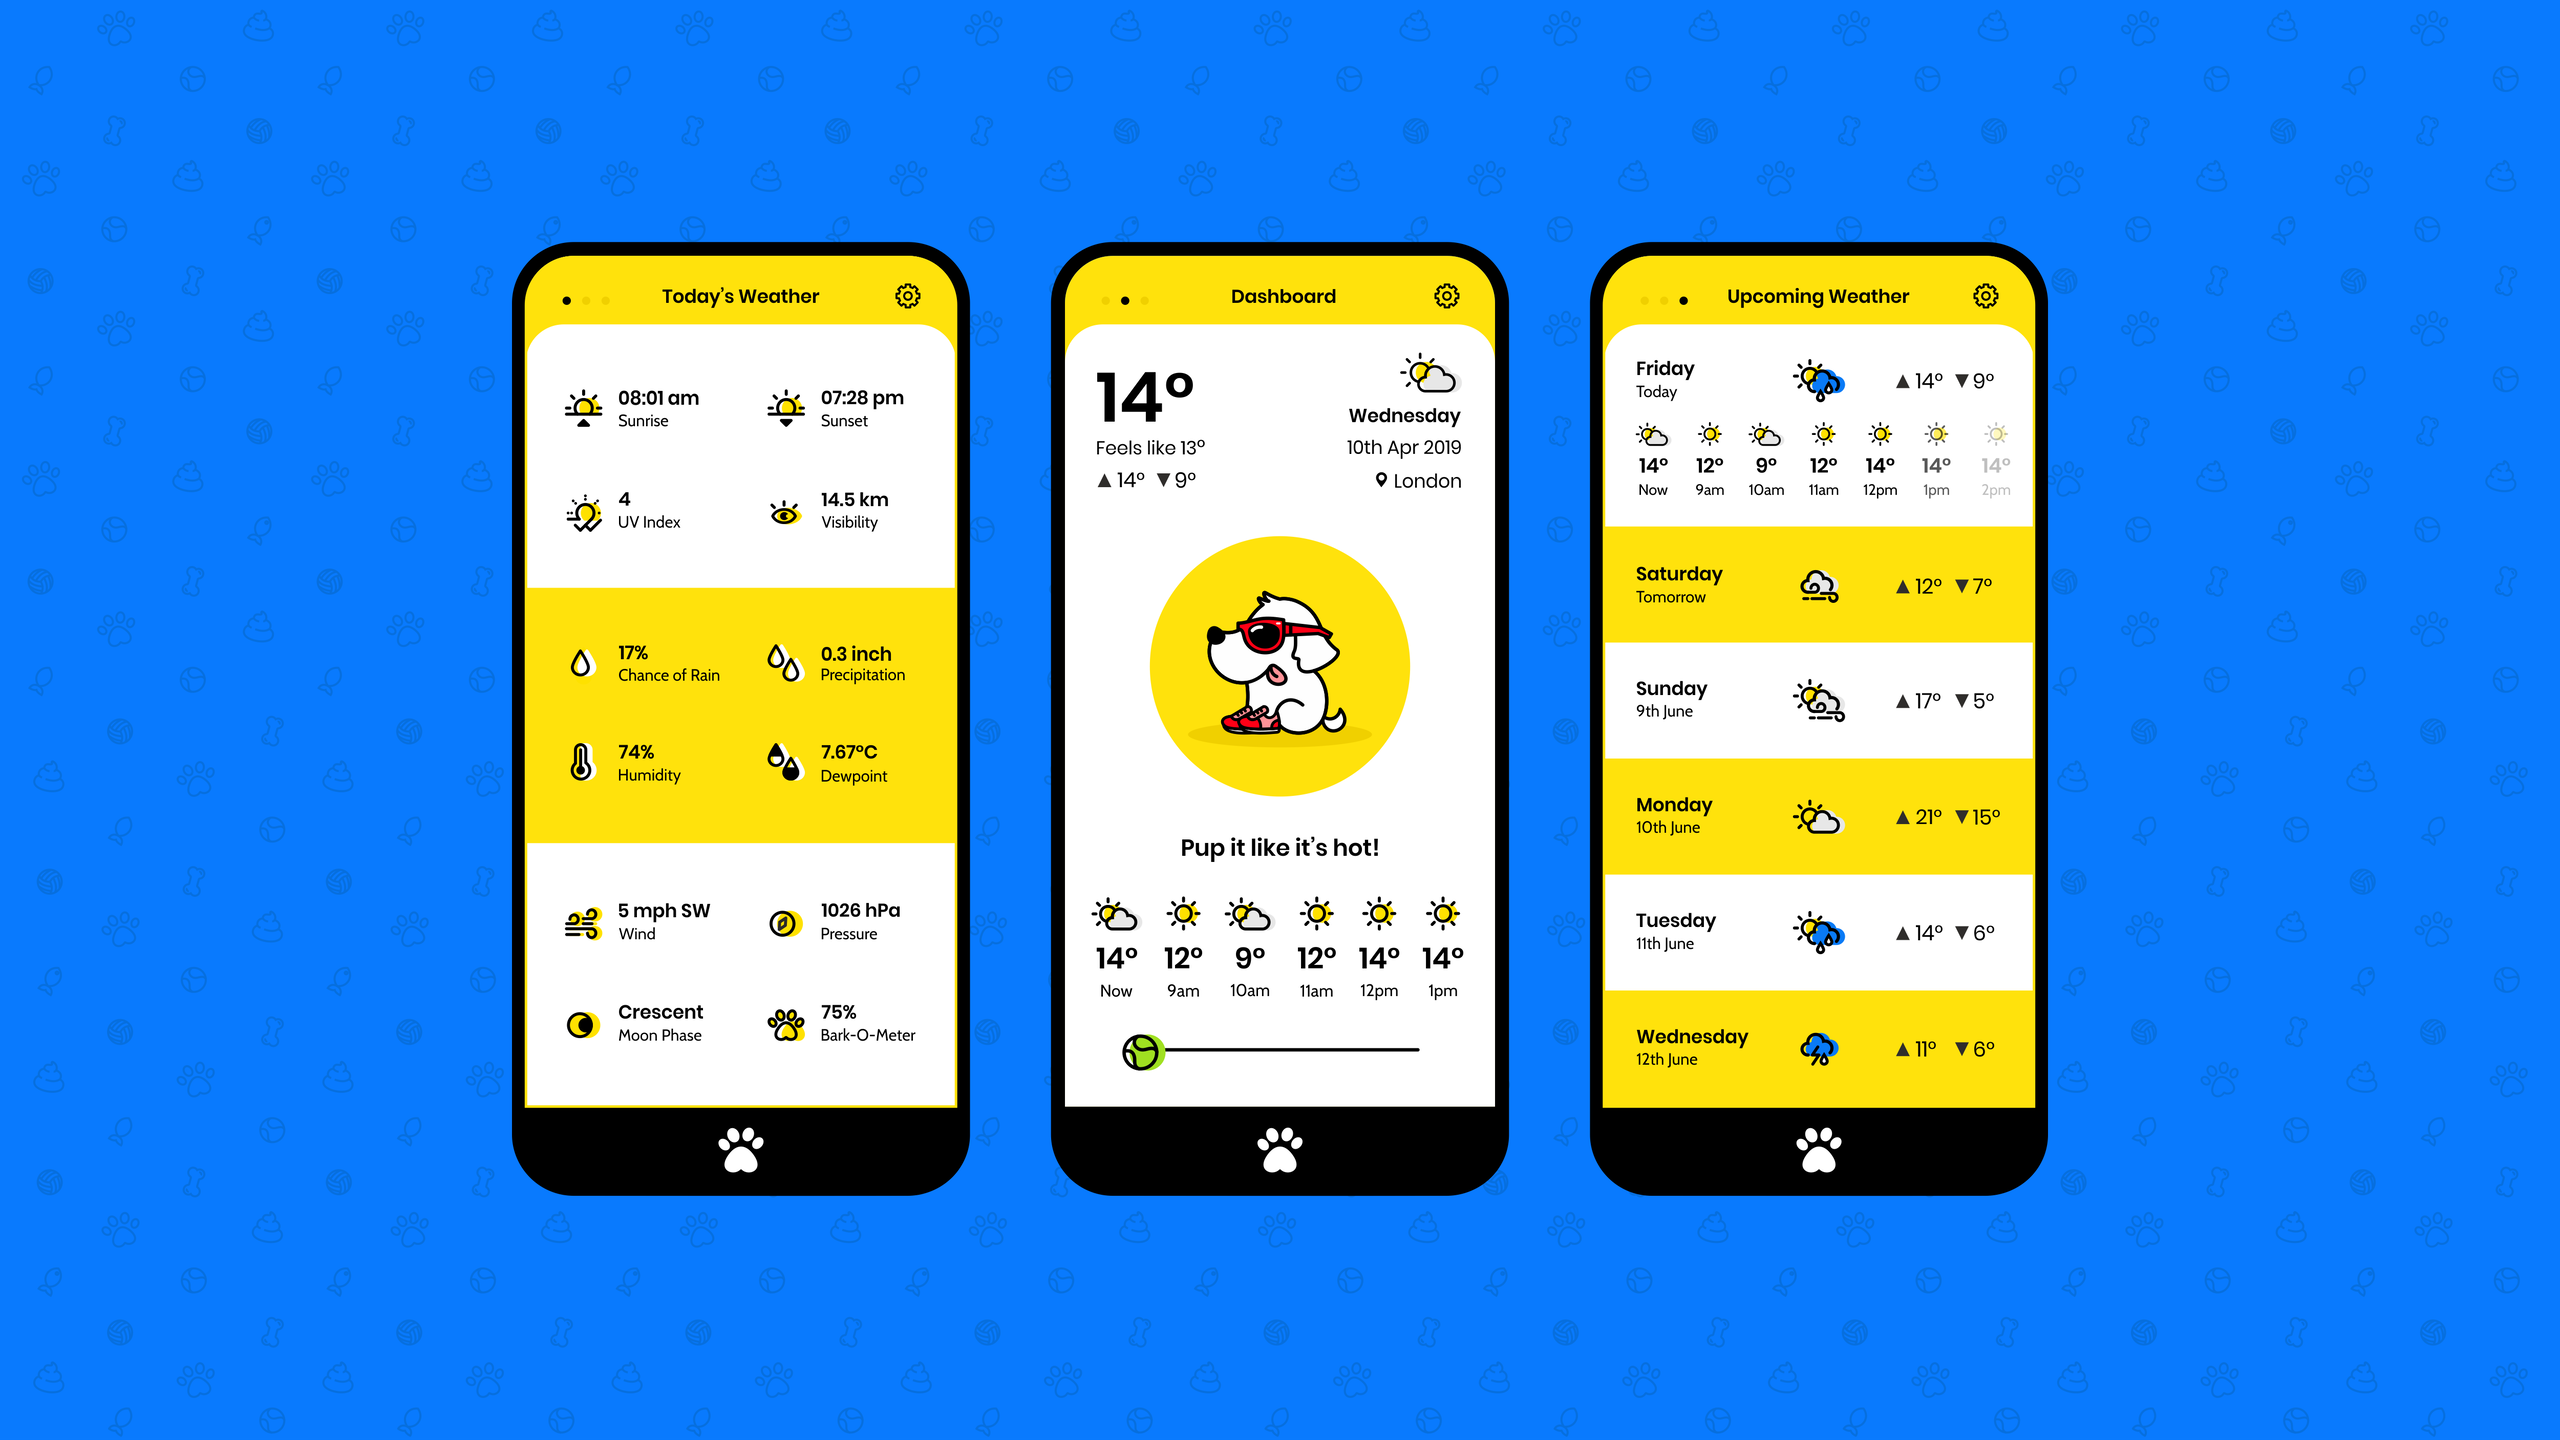 Today's Weather
08:01 am
Sunrise
07:28 pm
Sunset
4
UV Index
14.5 km
Visibility
17%
Chance of Rain
0.3 inch
Precipitation
74%
Humidity
7.67°C
Dewpoint
5 mph SW
Wind
1026 hPa
Pressure
Crescent
Moon Phase
75%
Bark-O-Meter
Dashboard
14°
Feels like 13°
▲ 14° ▼ 9°
Wednesday
10th Apr 2019
London
Pup it like it's hot!
14° 12° 9° 12° 14° 14°
Now 9am 10am 11am 12pm 1pm
Upcoming Weather
Friday
Today
▲ 14° ▼ 9°
14° 12° 9° 12° 14° 14° 14°
Now 9am 10am 11am 12pm 1pm 2pm
Saturday
Tomorrow
▲ 12° ▼ 7°
Sunday
9th June
▲ 17° ▼ 5°
Monday
10th June
▲ 21° ▼ 15°
Tuesday
11th June
▲ 14° ▼ 6°
Wednesday
12th June
▲ 11° ▼ 6°